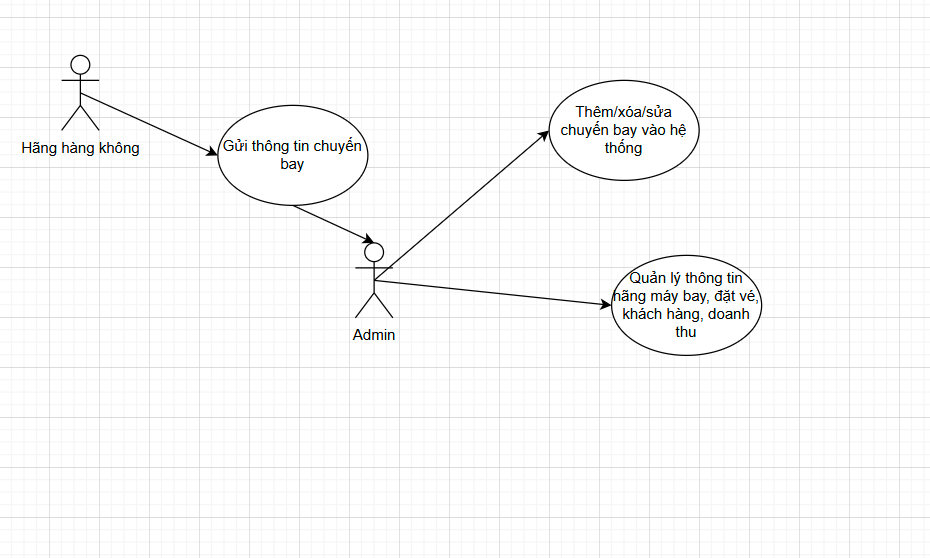 Hãng hàng không
Gửi thông tin chuyến
bay
Thêm/xóa/sửa
chuyến bay vào hệ
thống
Admin
Quản lý thông tin
hãng máy bay, đặt vé,
khách hàng, doanh
thu